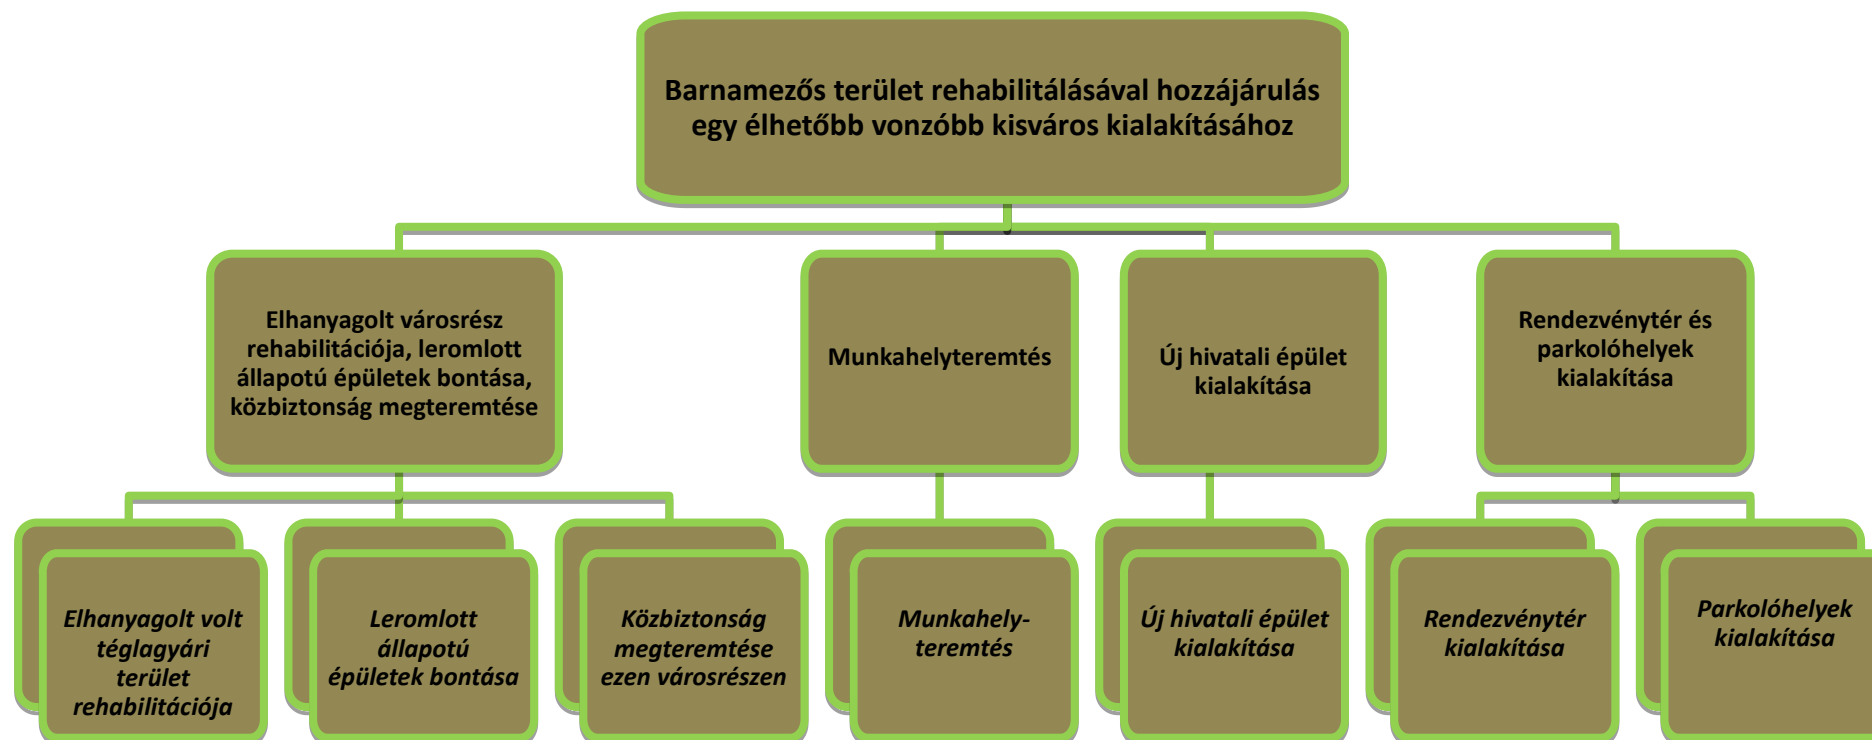 Barnamezős terület rehabilitálásával hozzájárulás
egy élhetőbb vonzóbb kisváros kialakításához
Elhanyagolt városrész
rehabilitációja, leromlott
állapotú épületek bontása,
közbiztonság megteremtése
Munkahelyteremtés
Új hivatali épület
kialakítása
Rendezvénytér és
parkolóhelyek
kialakítása
Elhanyagolt volt
téglagyári
terület
rehabilitációja
Leromlott
állapotú
épületek bontása
Közbiztonság
megteremtése
ezen városrészen
Munkahely-
teremtés
Új hivatali épület
kialakítása
Rendezvénytér
kialakítása
Parkolóhelyek
kialakítása